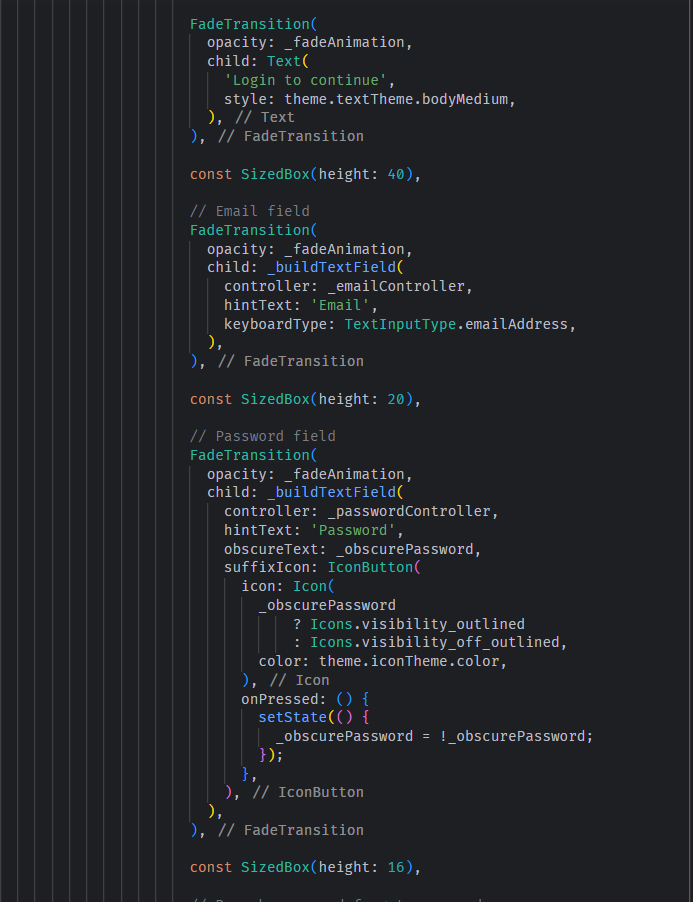 FadeTransition(
opacity: _fadeAnimation,
child: Text(
'Login to continue',
style: theme.textTheme.bodyMedium,
), // Text
), // FadeTransition
const SizedBox(height: 40),
// Email field
FadeTransition(
opacity: _fadeAnimation,
child: _buildTextField(
controller: _emailController,
hintText: 'Email',
keyboardType: TextInputType.emailAddress,
),
), // FadeTransition
const SizedBox(height: 20),
// Password field
FadeTransition(
opacity: _fadeAnimation,
child: _buildTextField(
controller: _passwordController,
hintText: 'Password',
obscureText: _obscurePassword,
suffixIcon: IconButton(
icon: Icon(
_obscurePassword
? Icons.visibility_outlined
: Icons.visibility_off_outlined,
color: theme.iconTheme.color,
), // Icon
onPressed: () {
setState(() {
_obscurePassword = !_obscurePassword;
});
},
), // IconButton
),
), // FadeTransition
const SizedBox(height: 16),